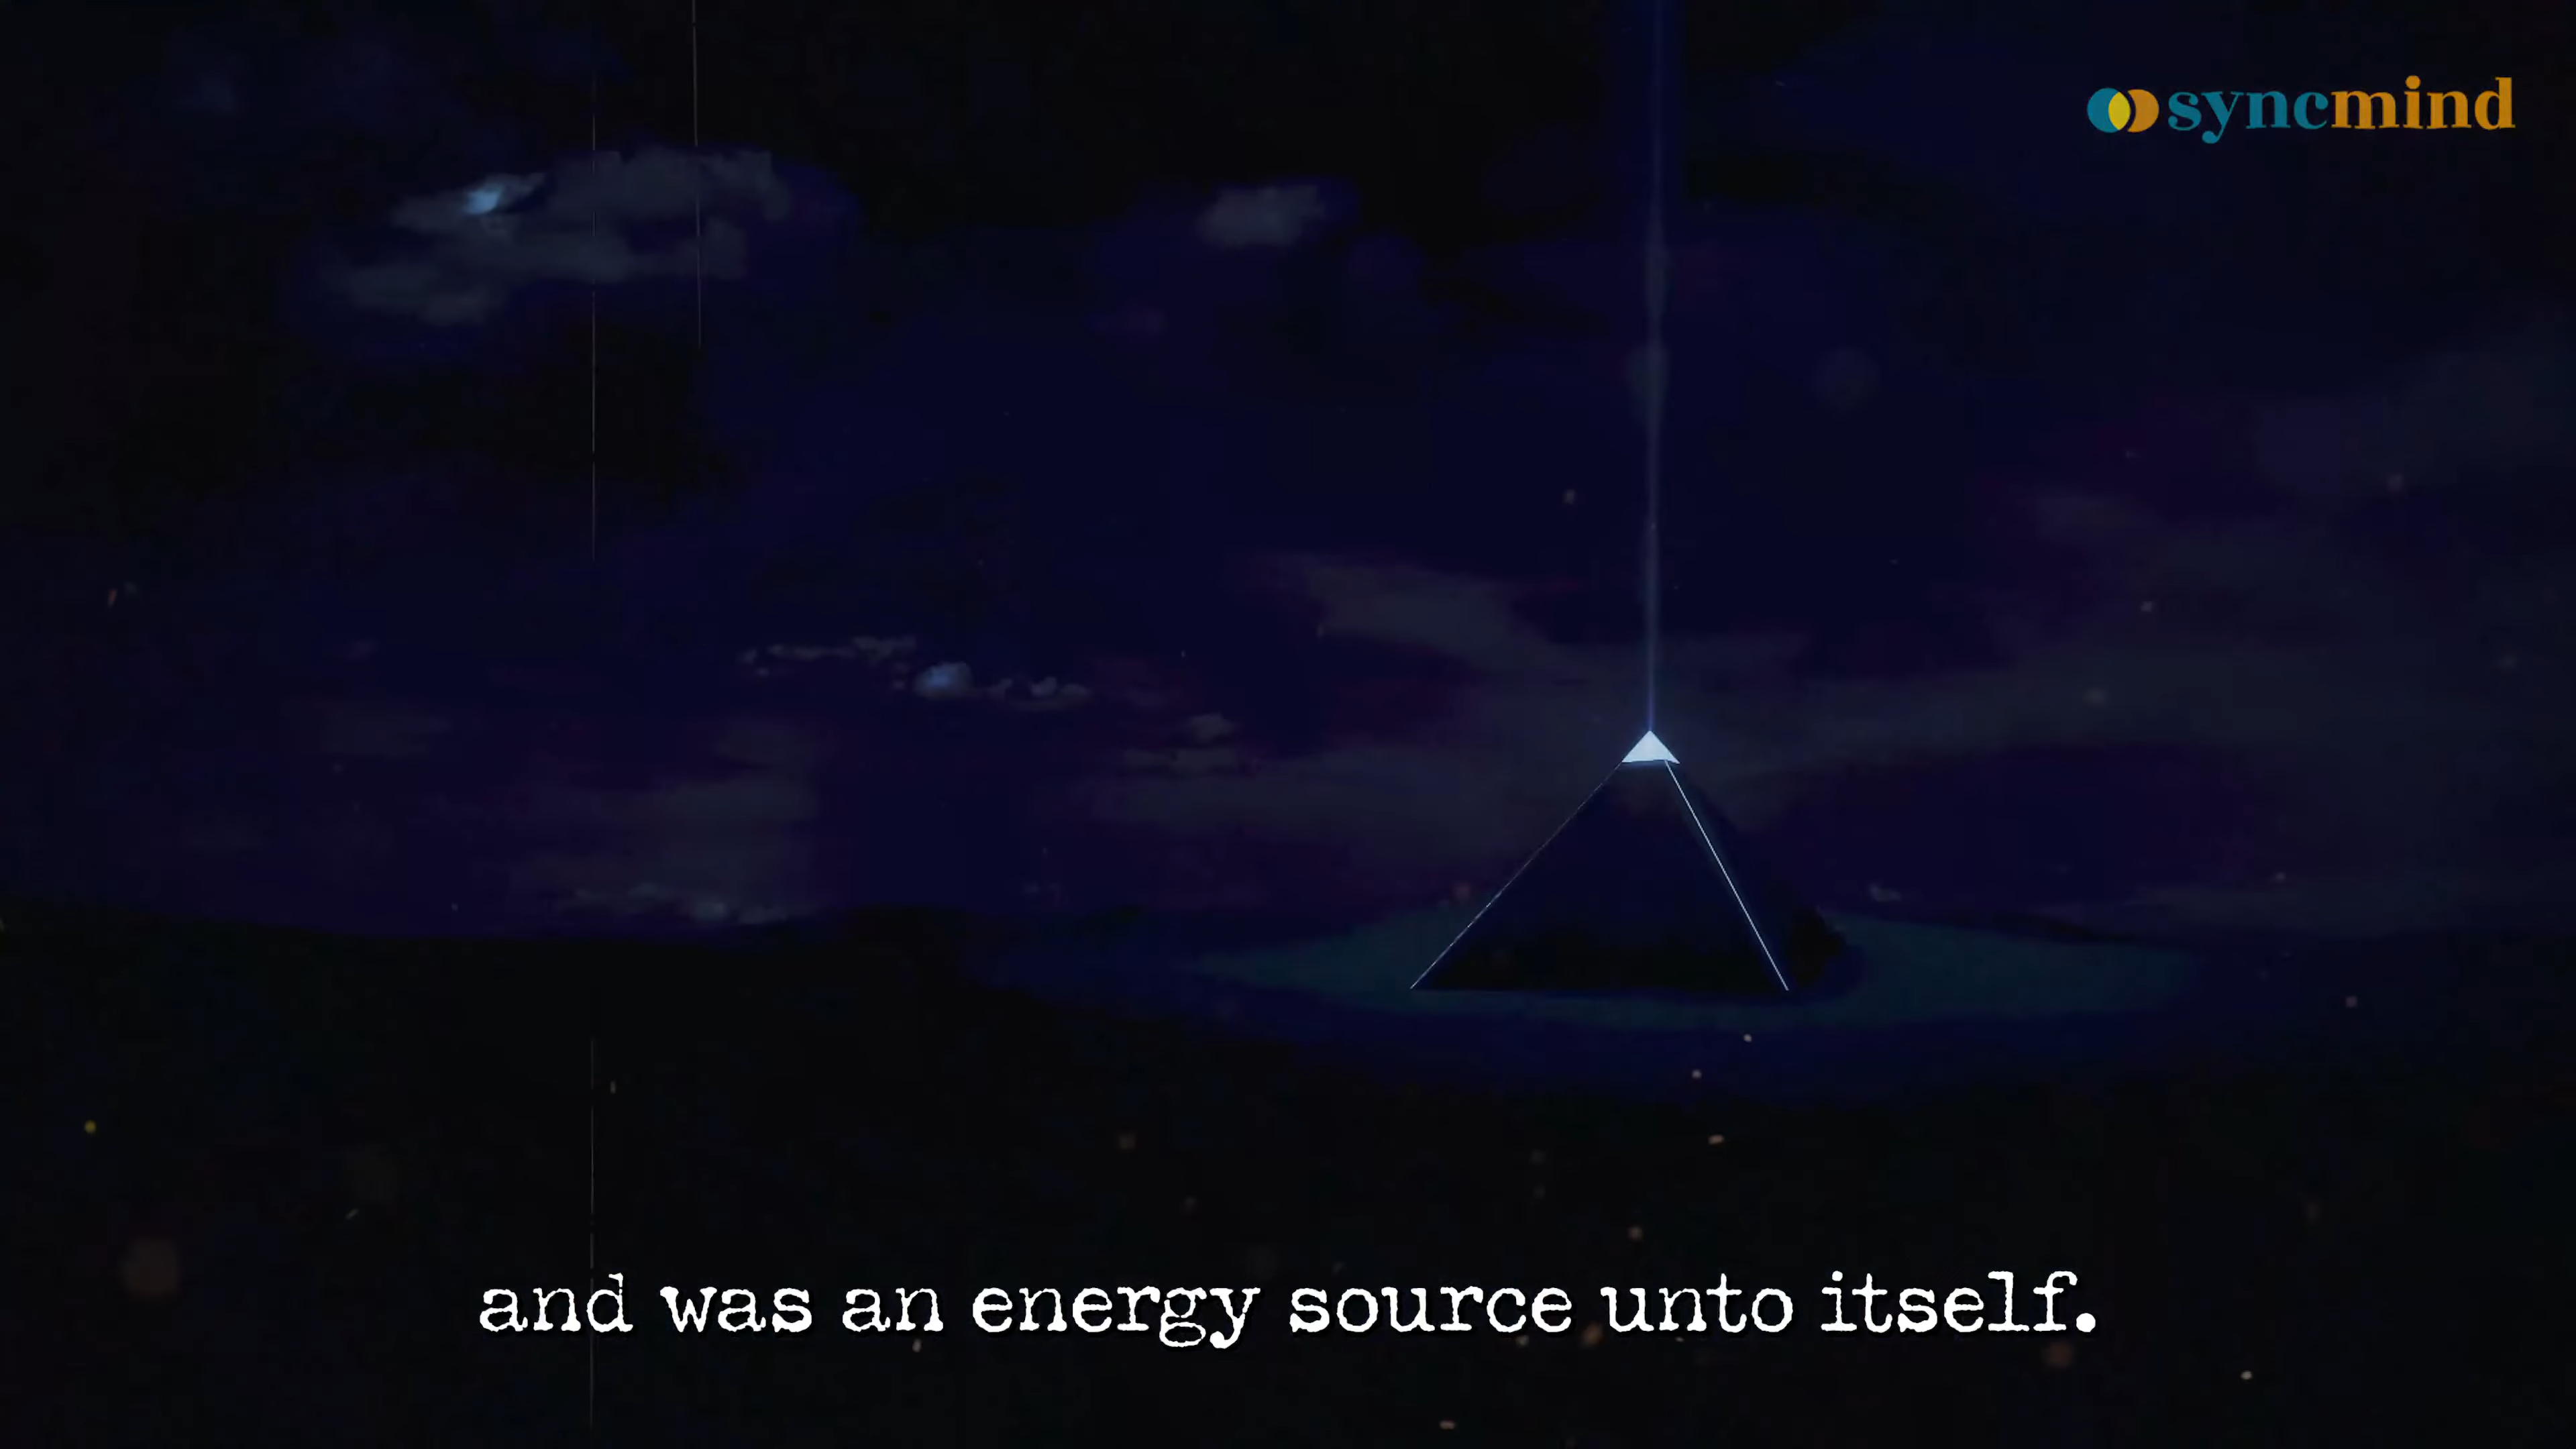 syncmind
and was an energy source unto itself.